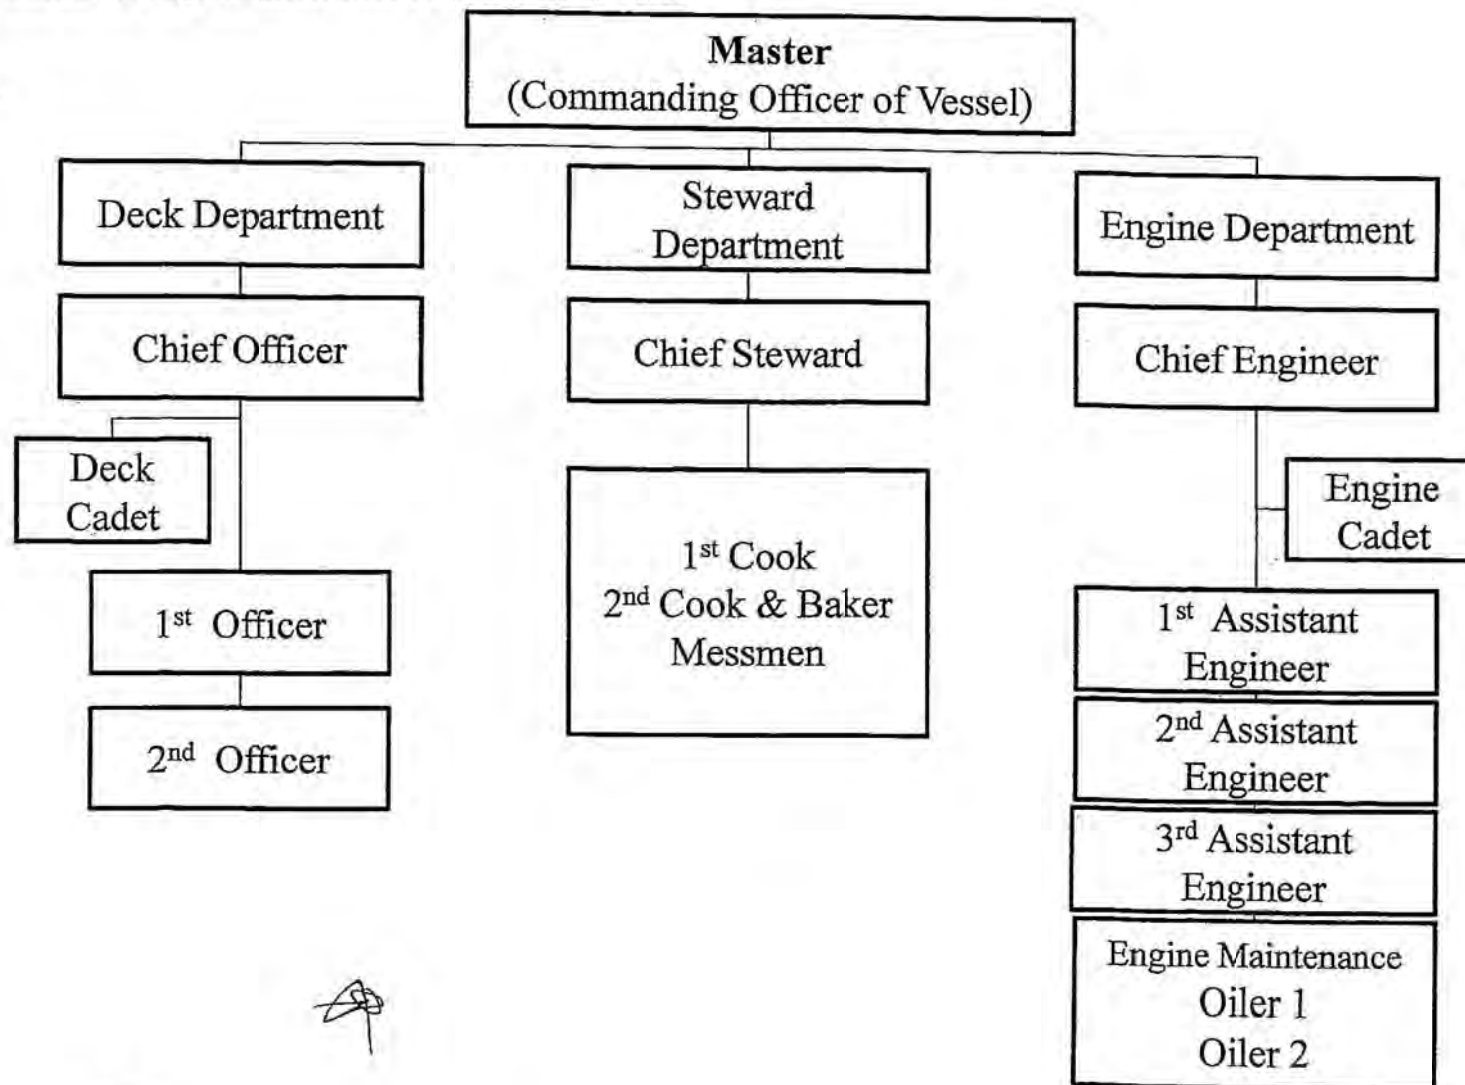 Master
(Commanding Officer of Vessel)
Deck Department
Steward
Department
Engine Department
Chief Officer
Chief Steward
Chief Engineer
Deck
Cadet
Engine
Cadet
1st Officer
2nd Officer
1st Cook
2nd Cook & Baker
Messmen
1st Assistant
Engineer
2nd Assistant
Engineer
3rd Assistant
Engineer
Engine Maintenance
Oiler 1
Oiler 2